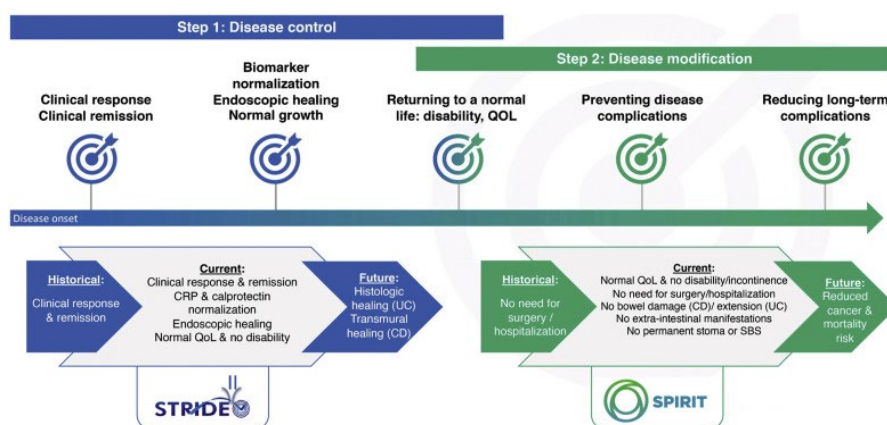 Step 1: Disease control
Step 2: Disease modification
Clinical response
Clinical remission
Biomarker
normalization
Endoscopic healing
Normal growth
Returning to a normal
life: disability, QOL
Preventing disease
complications
Reducing long-term
complications
Disease onset
Historical:
Clinical response
& remission
Current:
Clinical response & remission
CRP & calprotectin
normalization
Endoscopic healing
Normal QoL & no disability
Future:
Histologic
healing (UC)
Transmural
healing (CD)
Historical:
No need for
surgery /
hospitalization
Current:
Normal QoL & no disability/incontinence
No need for surgery/hospitalization
No bowel damage (CD)/ extension (UC)
No extra-intestinal manifestations
No permanent stoma or SBS
Future:
Reduced
cancer &
mortality
risk
STRIDE
SPIRIT